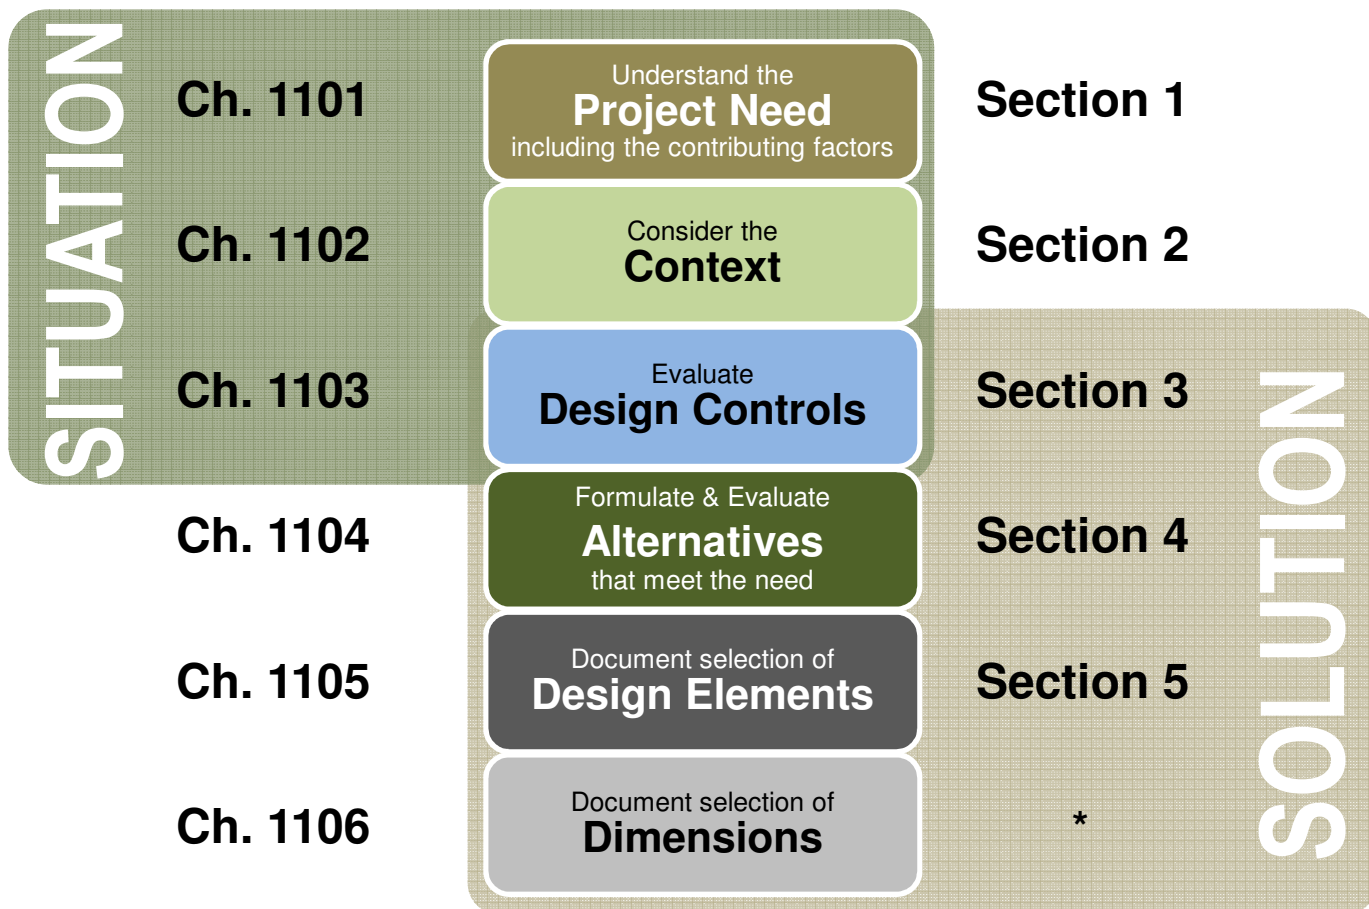 SITUATION
Ch. 1101
Understand the
Project Need
including the contributing factors
Section 1
Ch. 1102
Consider the
Context
Section 2
Ch. 1103
Evaluate
Design Controls
Section 3
Ch. 1104
Formulate & Evaluate
Alternatives
that meet the need
Section 4
Ch. 1105
Document selection of
Design Elements
Section 5
Ch. 1106
Document selection of
Dimensions
*
SOLUTION